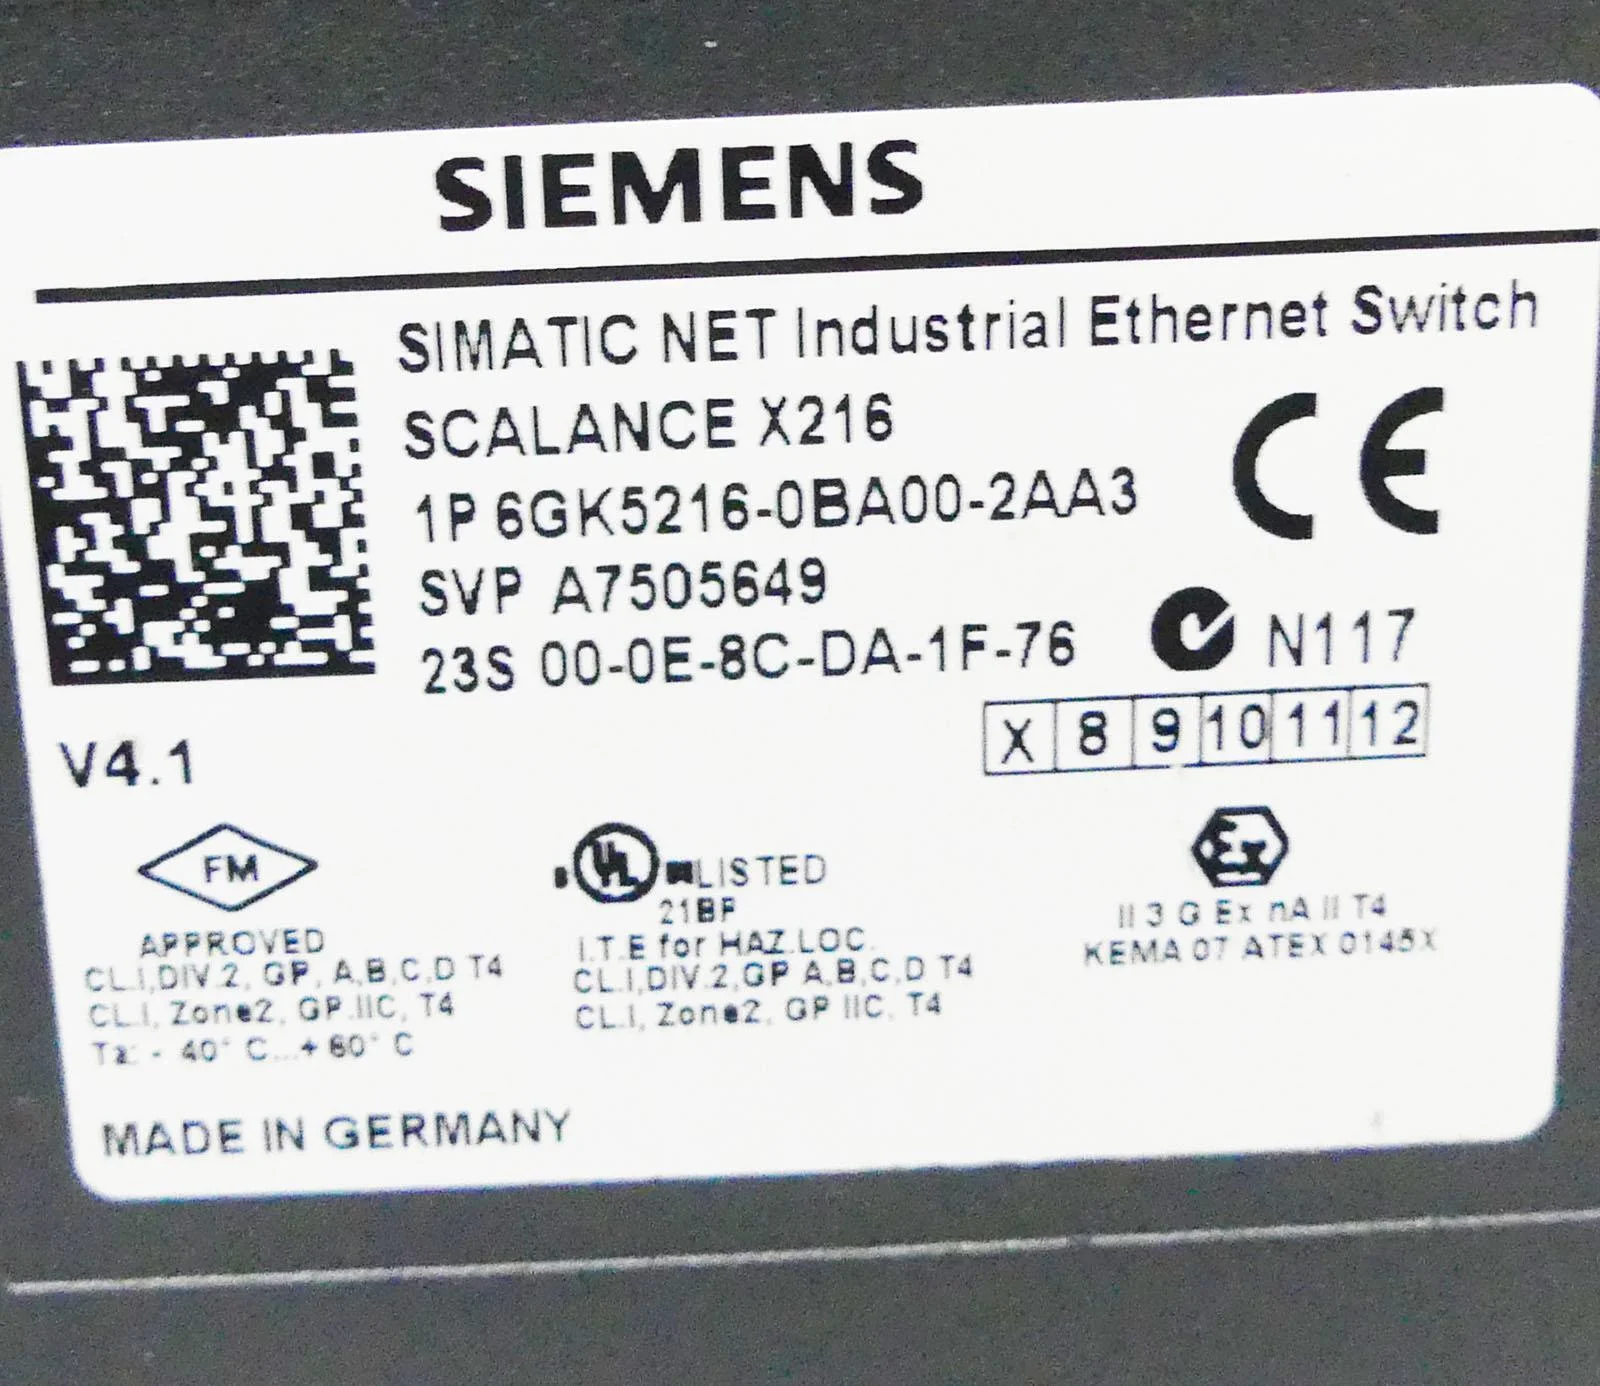 SIEMENS
SIMATIC NET Industrial Ethernet Switch
SCALANCE X216
1P 6GK5216-0BA00-2AA3
SVP A7505649
23S 00-0E-8C-DA-1F-76
N117
V4.1
X 8 9 10 11 12
FM
APPROVED
CL.I,DIV.2, GP, A,B,C,D T4
CL.I, Zone2, GP.IIC, T4
Ta: - 40° C...+ 60° C
UL LISTED
21BF
I.T.E for HAZ.LOC.
CL.I,DIV.2,GP A,B,C,D T4
CL.I, Zone2, GP IIC, T4
Ex
II 3 G Ex nA II T4
KEMA 07 ATEX 0145X
MADE IN GERMANY